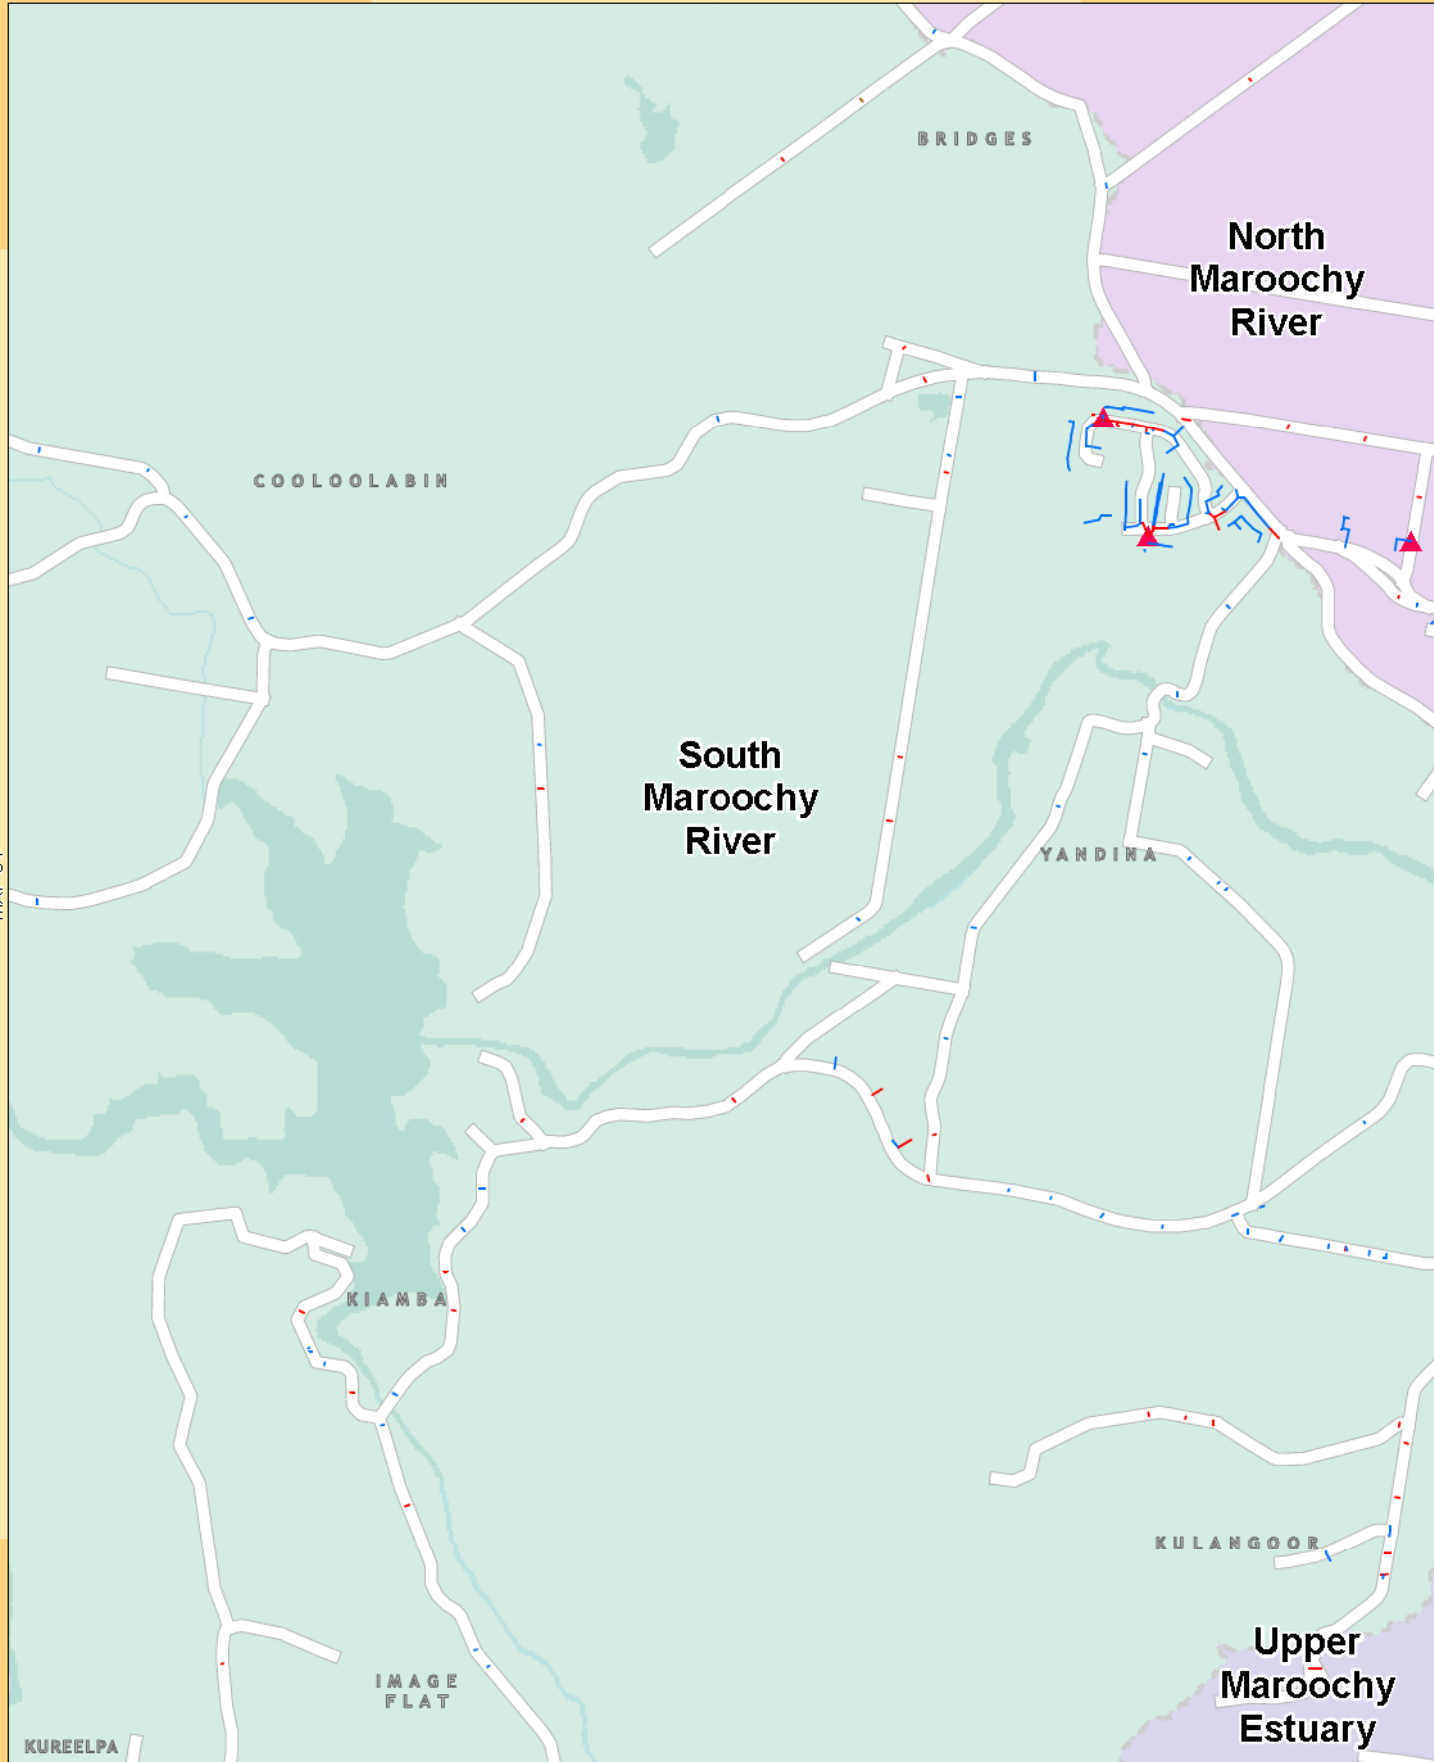 BRIDGES
North
Maroochy
River
COOLOOLABIN
South
Maroochy
River
YANDINA
KIAMBA
KULANGOOR
Upper
Maroochy
Estuary
IMAGE
FLAT
KUREELPA